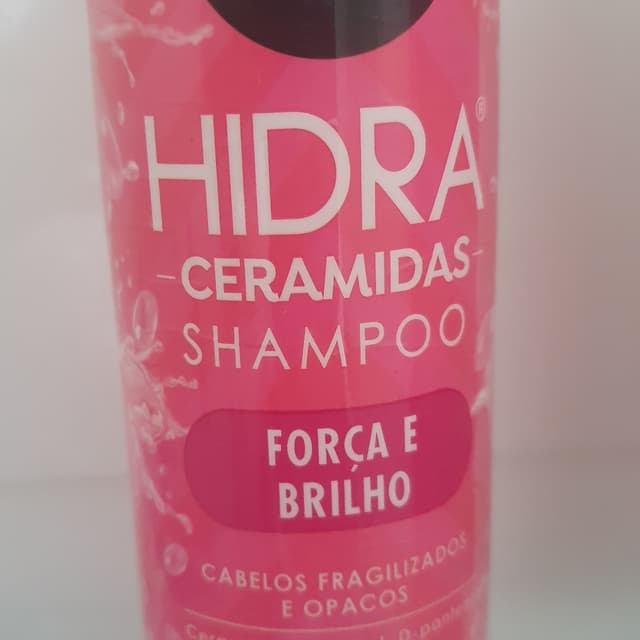 HIDRA®
CERAMIDAS
SHAMPOO
FORÇA E
BRILHO
CABELOS FRAGILIZADOS
E OPACOS